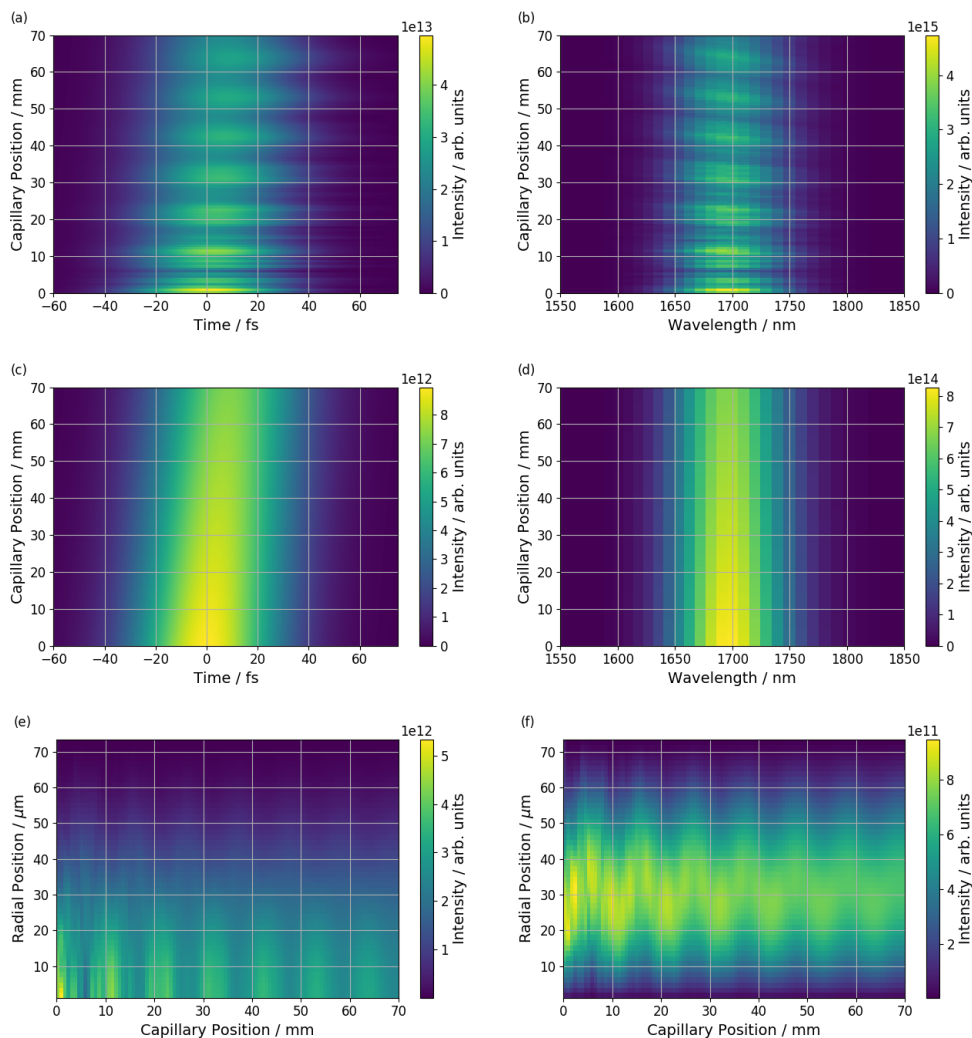 (a)
1e13
Capillary Position / mm
70
60
50
40
30
20
10
0
−60 −40 −20 0 20 40 60
Time / fs
4
3
2
1
Intensity / arb. units
(b)
1e15
Capillary Position / mm
70
60
50
40
30
20
10
0
1550 1600 1650 1700 1750 1800 1850
Wavelength / nm
4
3
2
1
Intensity / arb. units
(c)
1e12
Capillary Position / mm
70
60
50
40
30
20
10
0
−60 −40 −20 0 20 40 60
Time / fs
8
7
6
5
4
3
2
1
0
Intensity / arb. units
(d)
1e14
Capillary Position / mm
70
60
50
40
30
20
10
0
1550 1600 1650 1700 1750 1800 1850
Wavelength / nm
8
7
6
5
4
3
2
1
0
Intensity / arb. units
(e)
1e12
Radial Position / μm
70
60
50
40
30
20
10
0 10 20 30 40 50 60 70
Capillary Position / mm
5
4
3
2
1
Intensity / arb. units
(f)
1e11
Radial Position / μm
70
60
50
40
30
20
10
0 10 20 30 40 50 60 70
Capillary Position / mm
8
6
4
2
Intensity / arb. units